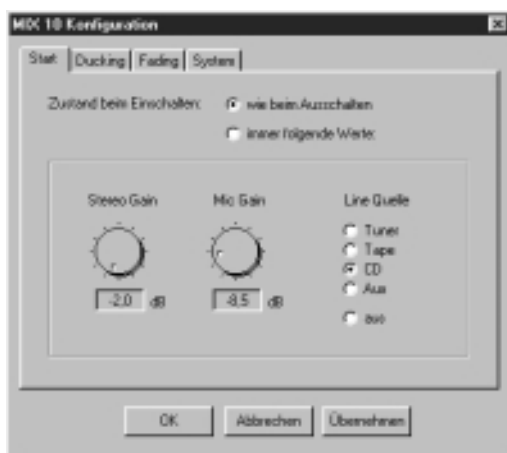 MIX 10 Konfiguration
Start Ducking Fading System
Zustand beim Einschalten: wie beim Ausschalten
immer folgende Werte:
Stereo Gain Mic Gain Line Quelle
Tuner
Tape
CD
Aux
aus
-2,0 dB -8,5 dB
OK Abbrechen Übernehmen